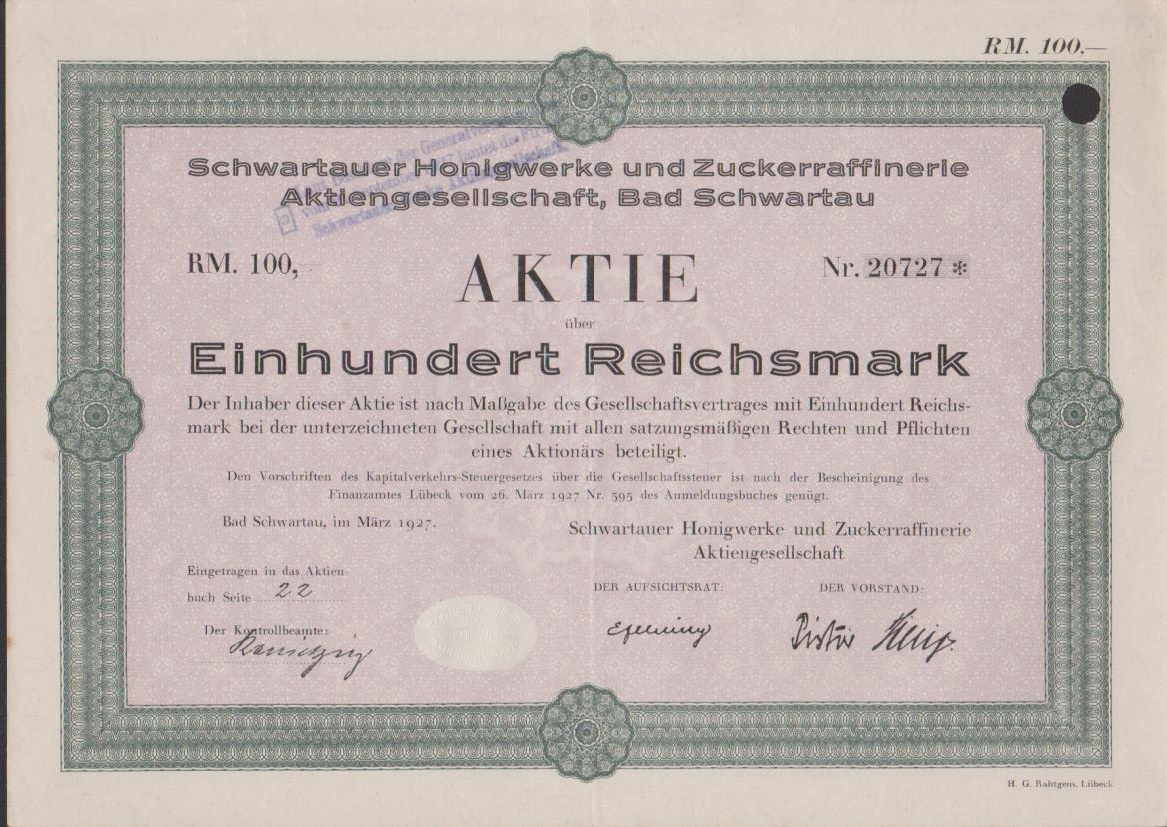 RM. 100.—
Schwartauer Honigwerke und Zuckerraffinerie
Aktiengesellschaft, Bad Schwartau
RM. 100,-
AKTIE
Nr. 20727 *
über
Einhundert Reichsmark
Der Inhaber dieser Aktie ist nach Maßgabe des Gesellschaftsvertrages mit Einhundert Reichs-
mark bei der unterzeichneten Gesellschaft mit allen satzungsmäßigen Rechten und Pflichten
eines Aktionärs beteiligt.
Den Vorschriften des Kapitalverkehrs-Steuergesetzes über die Gesellschaftssteuer ist nach der Bescheinigung des
Finanzamtes Lübeck vom 26. März 1927 Nr. 395 des Anmeldungsbuches genügt.
Bad Schwartau, im März 1927.
Schwartauer Honigwerke und Zuckerraffinerie
Aktiengesellschaft
Eingetragen in das Aktien-
buch Seite 22
DER AUFSICHTSRAT:
DER VORSTAND:
Der Kontrollbeamte:
H. G. Rahtgens, Lübeck